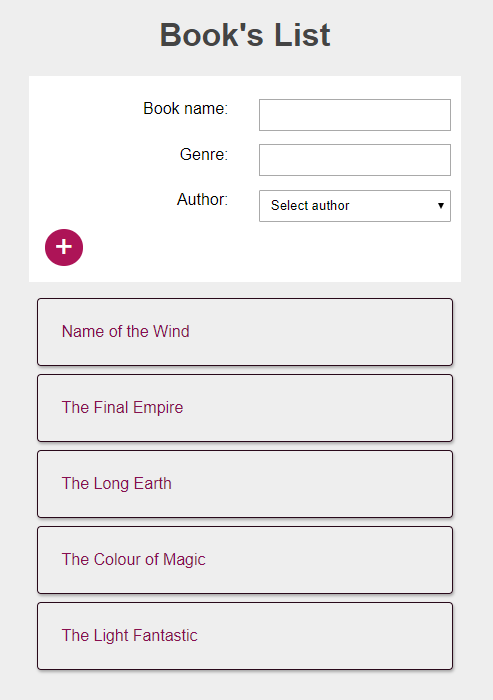 Book's List
Book name:
Genre:
Author:
Select author
+
Name of the Wind
The Final Empire
The Long Earth
The Colour of Magic
The Light Fantastic